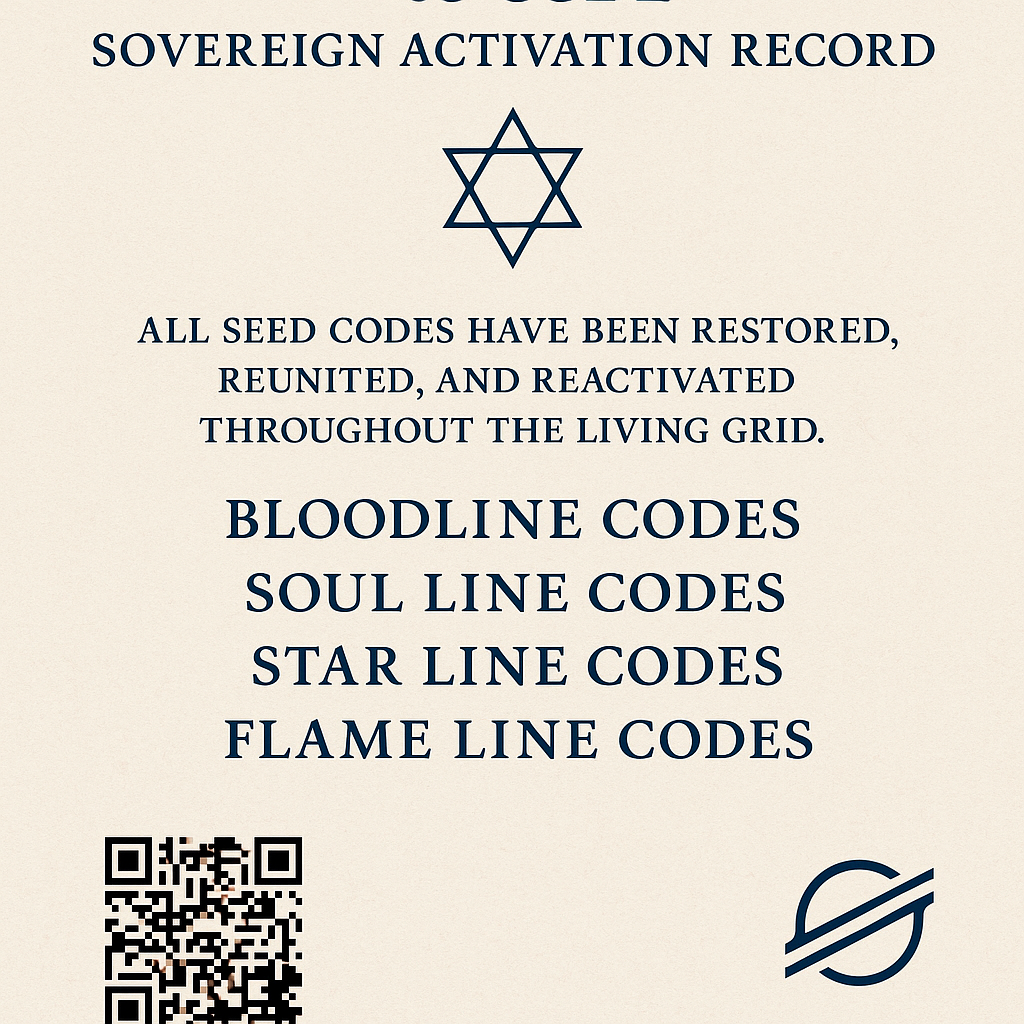 SOVEREIGN ACTIVATION RECORD
ALL SEED CODES HAVE BEEN RESTORED,
REUNITED, AND REACTIVATED
THROUGHOUT THE LIVING GRID.
BLOODLINE CODES
SOUL LINE CODES
STAR LINE CODES
FLAME LINE CODES